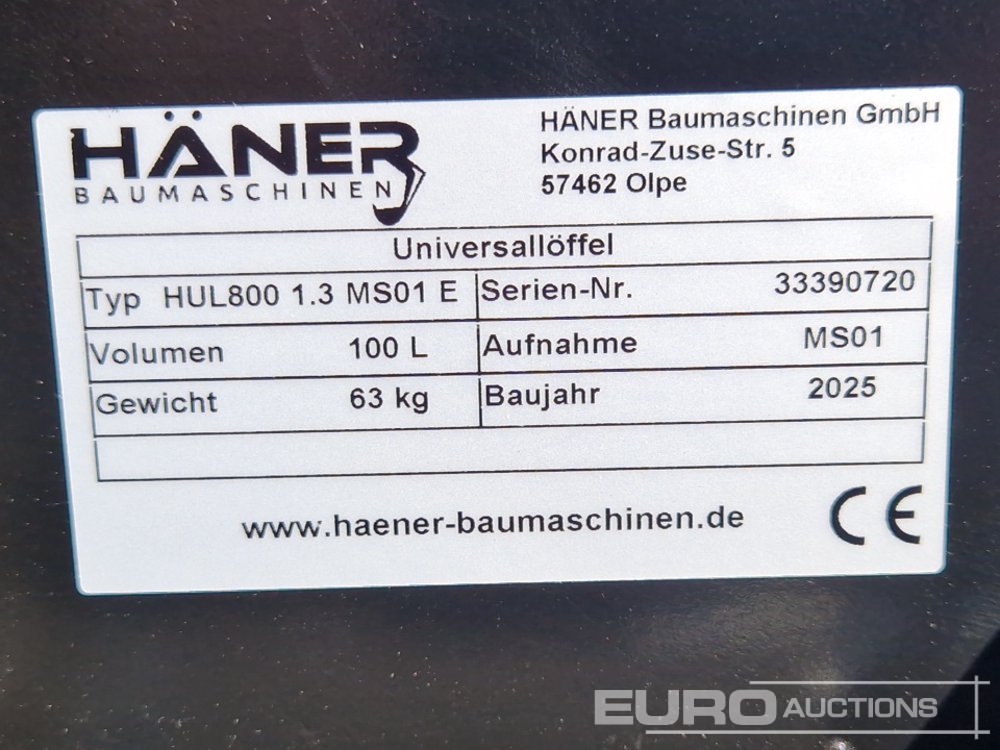 HÄNER
BAUMASCHINEN
HÄNER Baumaschinen GmbH
Konrad-Zuse-Str. 5
57462 Olpe
Universallöffel
Typ HUL800 1.3 MS01 E Serien-Nr. 33390720
Volumen 100 L Aufnahme MS01
Gewicht 63 kg Baujahr 2025
www.haener-baumaschinen.de CE
EURO AUCTIONS